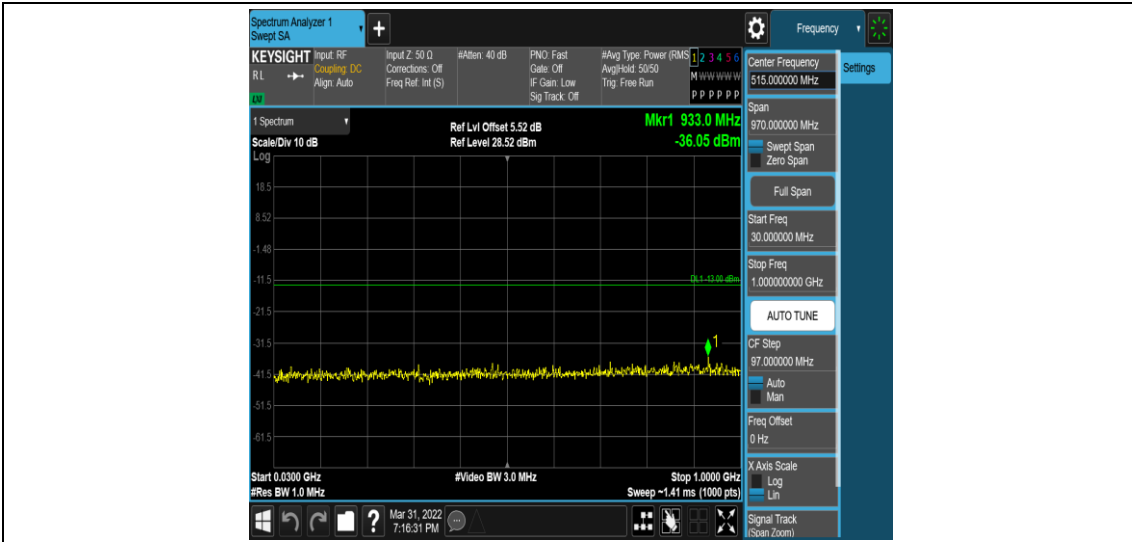 Spectrum Analyzer 1
Swept SA
Frequency
KEYSIGHT
RL
LNI
Input: RF
Coupling: DC
Align: Auto
Input Z: 50 Ω
Corrections: Off
Freq Ref: Int (S)
#Atten: 40 dB
PNO: Fast
Gate: Off
IF Gain: Low
Sig Track: Off
#Avg Type: Power (RMS
Avg|Hold: 50/50
Trig: Free Run
1 2 3 4 5 6
M W W W W W
P P P P P P
Center Frequency
515.000000 MHz
Settings
1 Spectrum
Scale/Div 10 dB
Log
Ref Lvl Offset 5.52 dB
Ref Level 28.52 dBm
Mkr1 933.0 MHz
-36.05 dBm
18.5
8.52
-1.48
-11.5
-21.5
-31.5
-41.5
-51.5
-61.5
DL1 -13.00 dBm
1
Start 0.0300 GHz
#Res BW 1.0 MHz
#Video BW 3.0 MHz
Stop 1.0000 GHz
Sweep ~1.41 ms (1000 pts)
Span
970.000000 MHz
Swept Span
Zero Span
Full Span
Start Freq
30.000000 MHz
Stop Freq
1.000000000 GHz
AUTO TUNE
CF Step
97.000000 MHz
Auto
Man
Freq Offset
0 Hz
X Axis Scale
Log
Lin
Signal Track
(Span Zoom)
?
Mar 31, 2022
7:16:31 PM